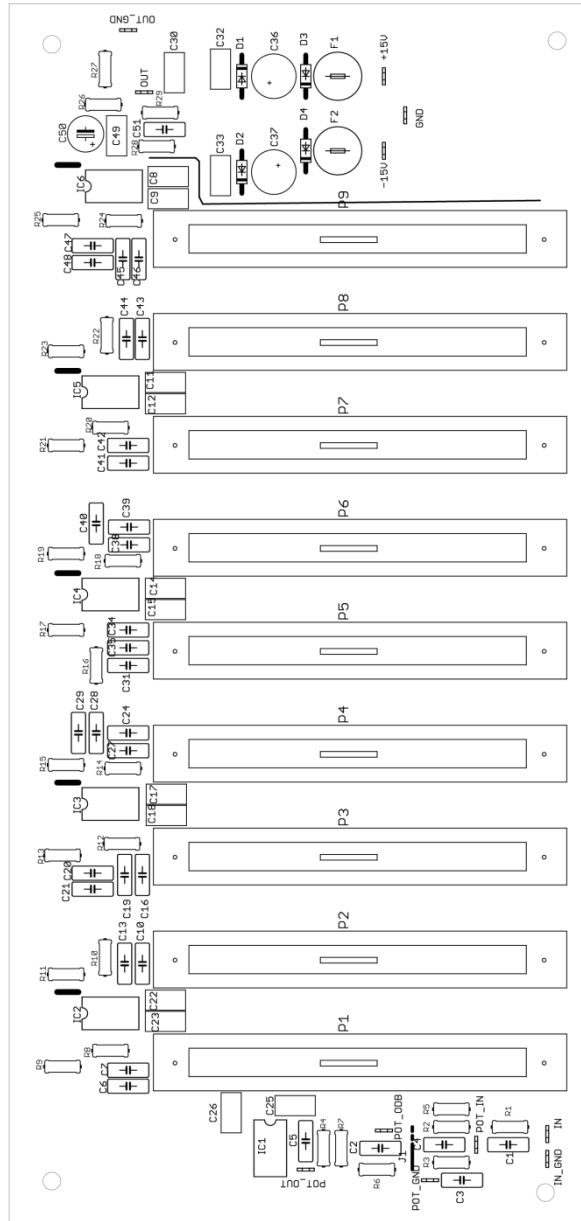 OUT_GND
C30
C32
D1
C36
D3
F1
+15V
R27
OUT
R29
R26
C50
C49
C51
R28
C33
D2
C37
D4
F2
-15V
GND
IC6
C8
C9
R25
R24
P9
C47
C48
C45
C46
C44
C43
P8
R23
R22
IC5
C11
C12
P7
R20
R21
C42
C41
C40
C39
P6
C38
R19
R18
IC4
C14
C15
P5
R17
C34
C35
R16
C31
C29
C28
C24
P4
C27
R15
R14
IC3
C17
C18
P3
R12
R13
C20
C21
C19
C16
C13
C10
P2
R11
R10
IC2
C22
C23
P1
R8
R9
C7
C6
C26
C25
IC1
C5
R4
R7
POT_OUT
C2
R6
POT_ODB
J1
POT_GND
C4
R5
R2
R3
C3
POT_IN
R1
C1
IN
IN_GND